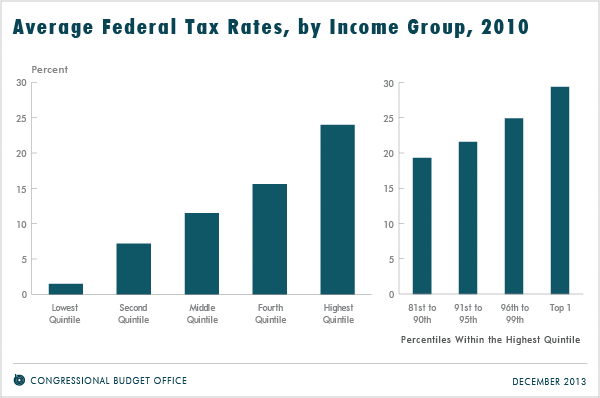 Average Federal Tax Rates, by Income Group, 2010
Percent
30
25
20
15
10
5
0
Lowest
Quintile
Second
Quintile
Middle
Quintile
Fourth
Quintile
Highest
Quintile
30
25
20
15
10
5
0
81st to
90th
91st to
95th
96th to
99th
Top 1
Percentiles Within the Highest Quintile
CONGRESSIONAL BUDGET OFFICE
DECEMBER 2013